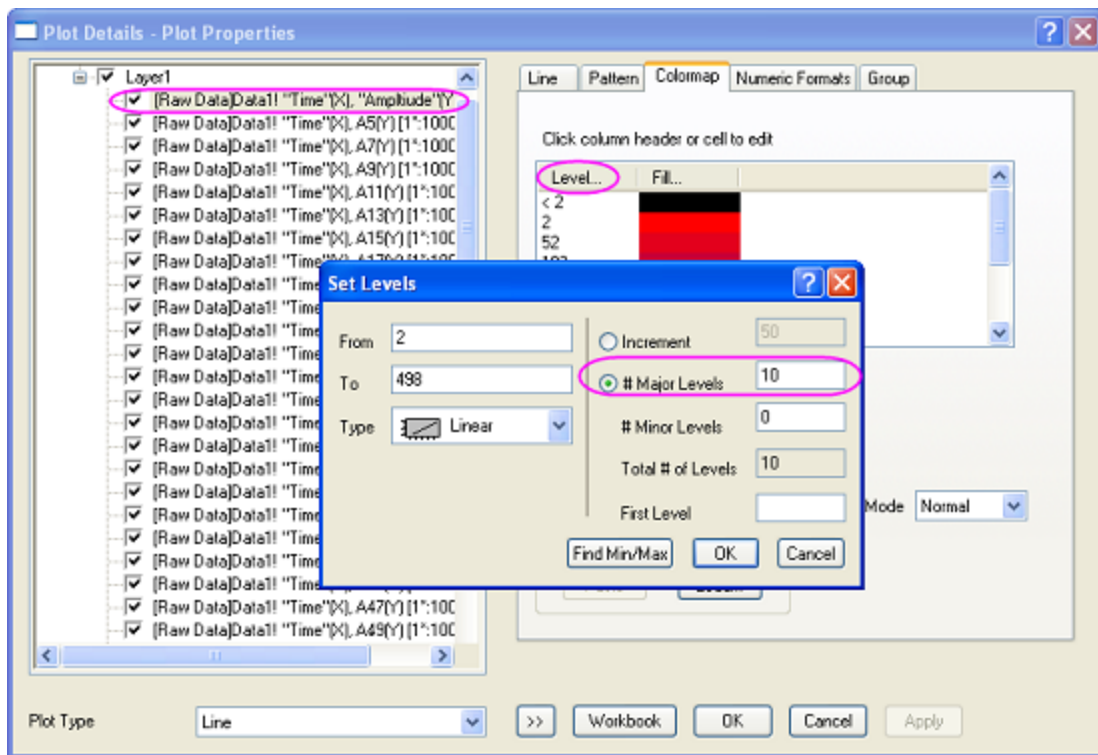 Plot Details - Plot Properties
Layer1
[Raw Data]Data1! "Time"(X), "Ampltiude"(Y
[Raw Data]Data1! "Time"(X), A5(Y) [1*:1000
[Raw Data]Data1! "Time"(X), A7(Y) [1*:1000
[Raw Data]Data1! "Time"(X), A9(Y) [1*:1000
[Raw Data]Data1! "Time"(X), A11(Y) [1*:100
[Raw Data]Data1! "Time"(X), A13(Y) [1*:100
[Raw Data]Data1! "Time"(X), A15(Y) [1*:100
[Raw Data]Data1! "Time"(X), A17(Y) [1*:100
[Raw Data]Data1! "Time
[Raw Data]Data1! "Time
[Raw Data]Data1! "Time
[Raw Data]Data1! "Time
[Raw Data]Data1! "Time
[Raw Data]Data1! "Time
[Raw Data]Data1! "Time
[Raw Data]Data1! "Time
[Raw Data]Data1! "Time
[Raw Data]Data1! "Time
[Raw Data]Data1! "Time
[Raw Data]Data1! "Time
[Raw Data]Data1! "Time
[Raw Data]Data1! "Time
[Raw Data]Data1! "Time"(X), A47(Y) [1*:100
[Raw Data]Data1! "Time"(X), A49(Y) [1*:100
Line Pattern Colormap Numeric Formats Group
Click column header or cell to edit
Level... Fill...
< 2
2
52
Set Levels
From 2
To 498
Type Linear
Increment 50
# Major Levels 10
# Minor Levels 0
Total # of Levels 10
First Level
Find Min/Max OK Cancel
Mode Normal
Plot Type Line
>> Workbook OK Cancel Apply